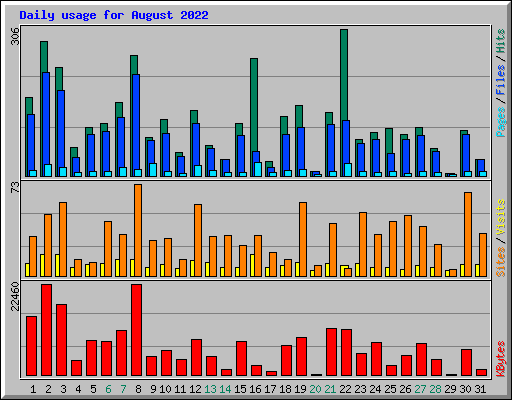 Daily usage for August 2022
306
Pages / Files / Hits
73
Sites / Visits
22460
KBytes
1 2 3 4 5 6 7 8 9 10 11 12 13 14 15 16 17 18 19 20 21 22 23 24 25 26 27 28 29 30 31